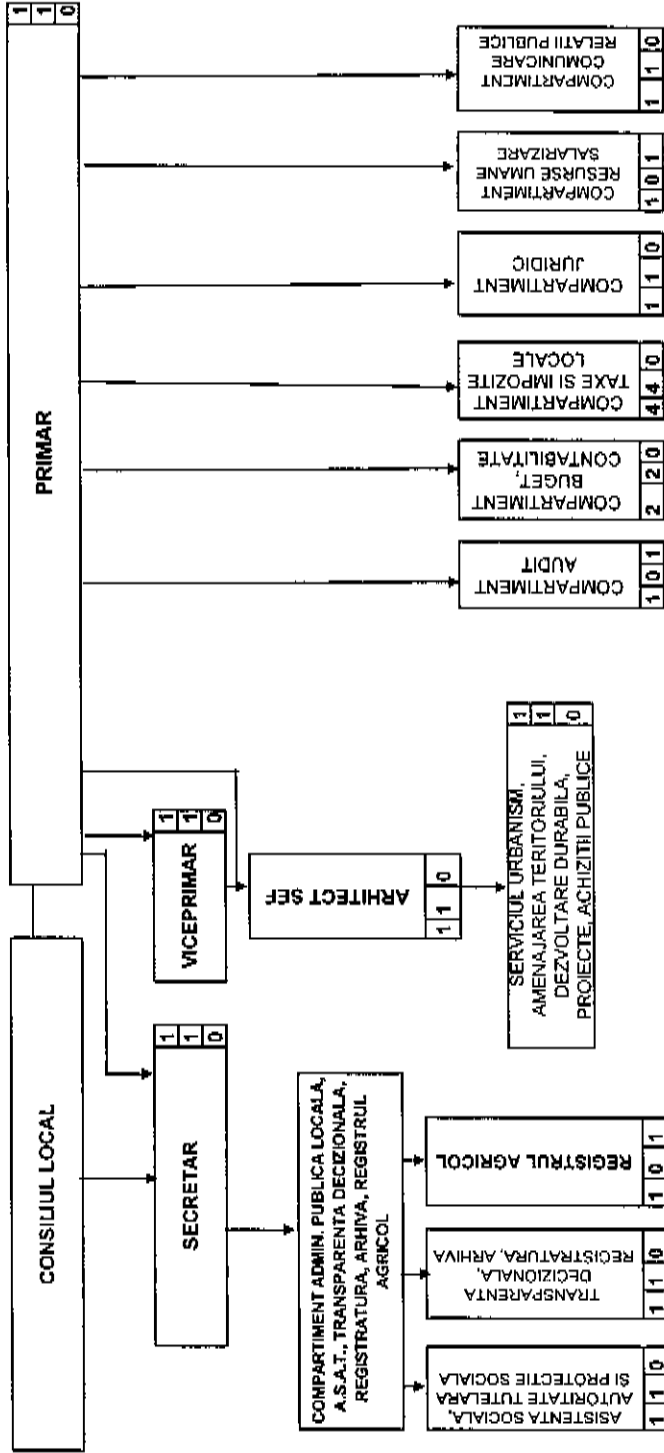 CONSILIUL LOCAL
PRIMAR
1
1
0
SECRETAR
1
1
0
VICEPRIMAR
1
1
0
ARHITECT SEF
1 1 0
SERVICIUL URBANISM,
AMENAJAREA TERITORIULUI,
DEZVOLTARE DURABILA,
PROIECTE, ACHIZITII PUBLICE
1
1
0
COMPARTIMENT ADMIN. PUBLICA LOCALA,
A.S.A.T., TRANSPARENTA DECIZIONALA,
REGISTRATURA, ARHIVA, REGISTRUL
AGRICOL
ASISTENTA SOCIALA,
AUTORITATE TUTELARA
SI PROTECTIE SOCIALA
1 1 0
TRANSPARENTA
DECIZIONALA,
REGISTRATURA, ARHIVA
1 1 0
REGISTRUL AGRICOL
1 0 1
COMPARTIMENT
AUDIT
1 0 1
COMPARTIMENT
BUGET,
CONTABILITATE
2 2 0
COMPARTIMENT
TAXE SI IMPOZITE
LOCALE
4 4 0
COMPARTIMENT
JURIDIC
1 1 0
COMPARTIMENT
RESURSE UMANE
SALARIZARE
1 0 1
COMPARTIMENT
COMUNICARE
RELATII PUBLICE
1 1 0